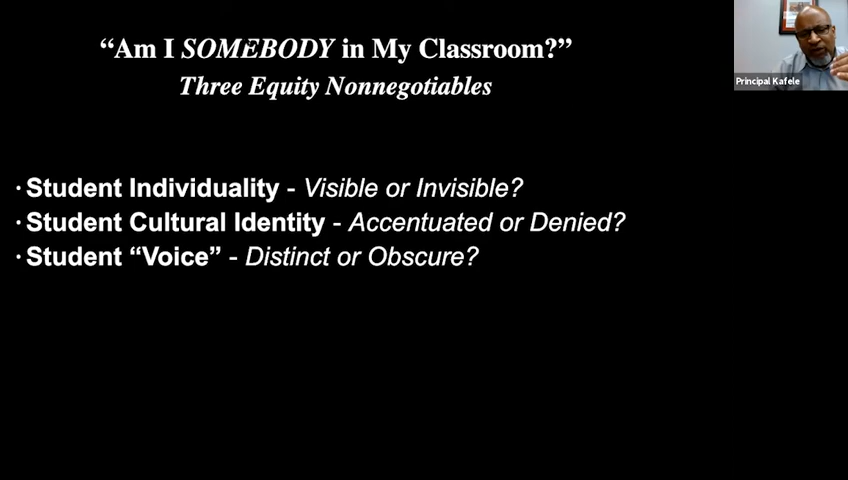 “Am I SOMEBODY in My Classroom?”
Three Equity Nonnegotiables
Principal Kafele
· Student Individuality - Visible or Invisible?
· Student Cultural Identity - Accentuated or Denied?
· Student “Voice” - Distinct or Obscure?